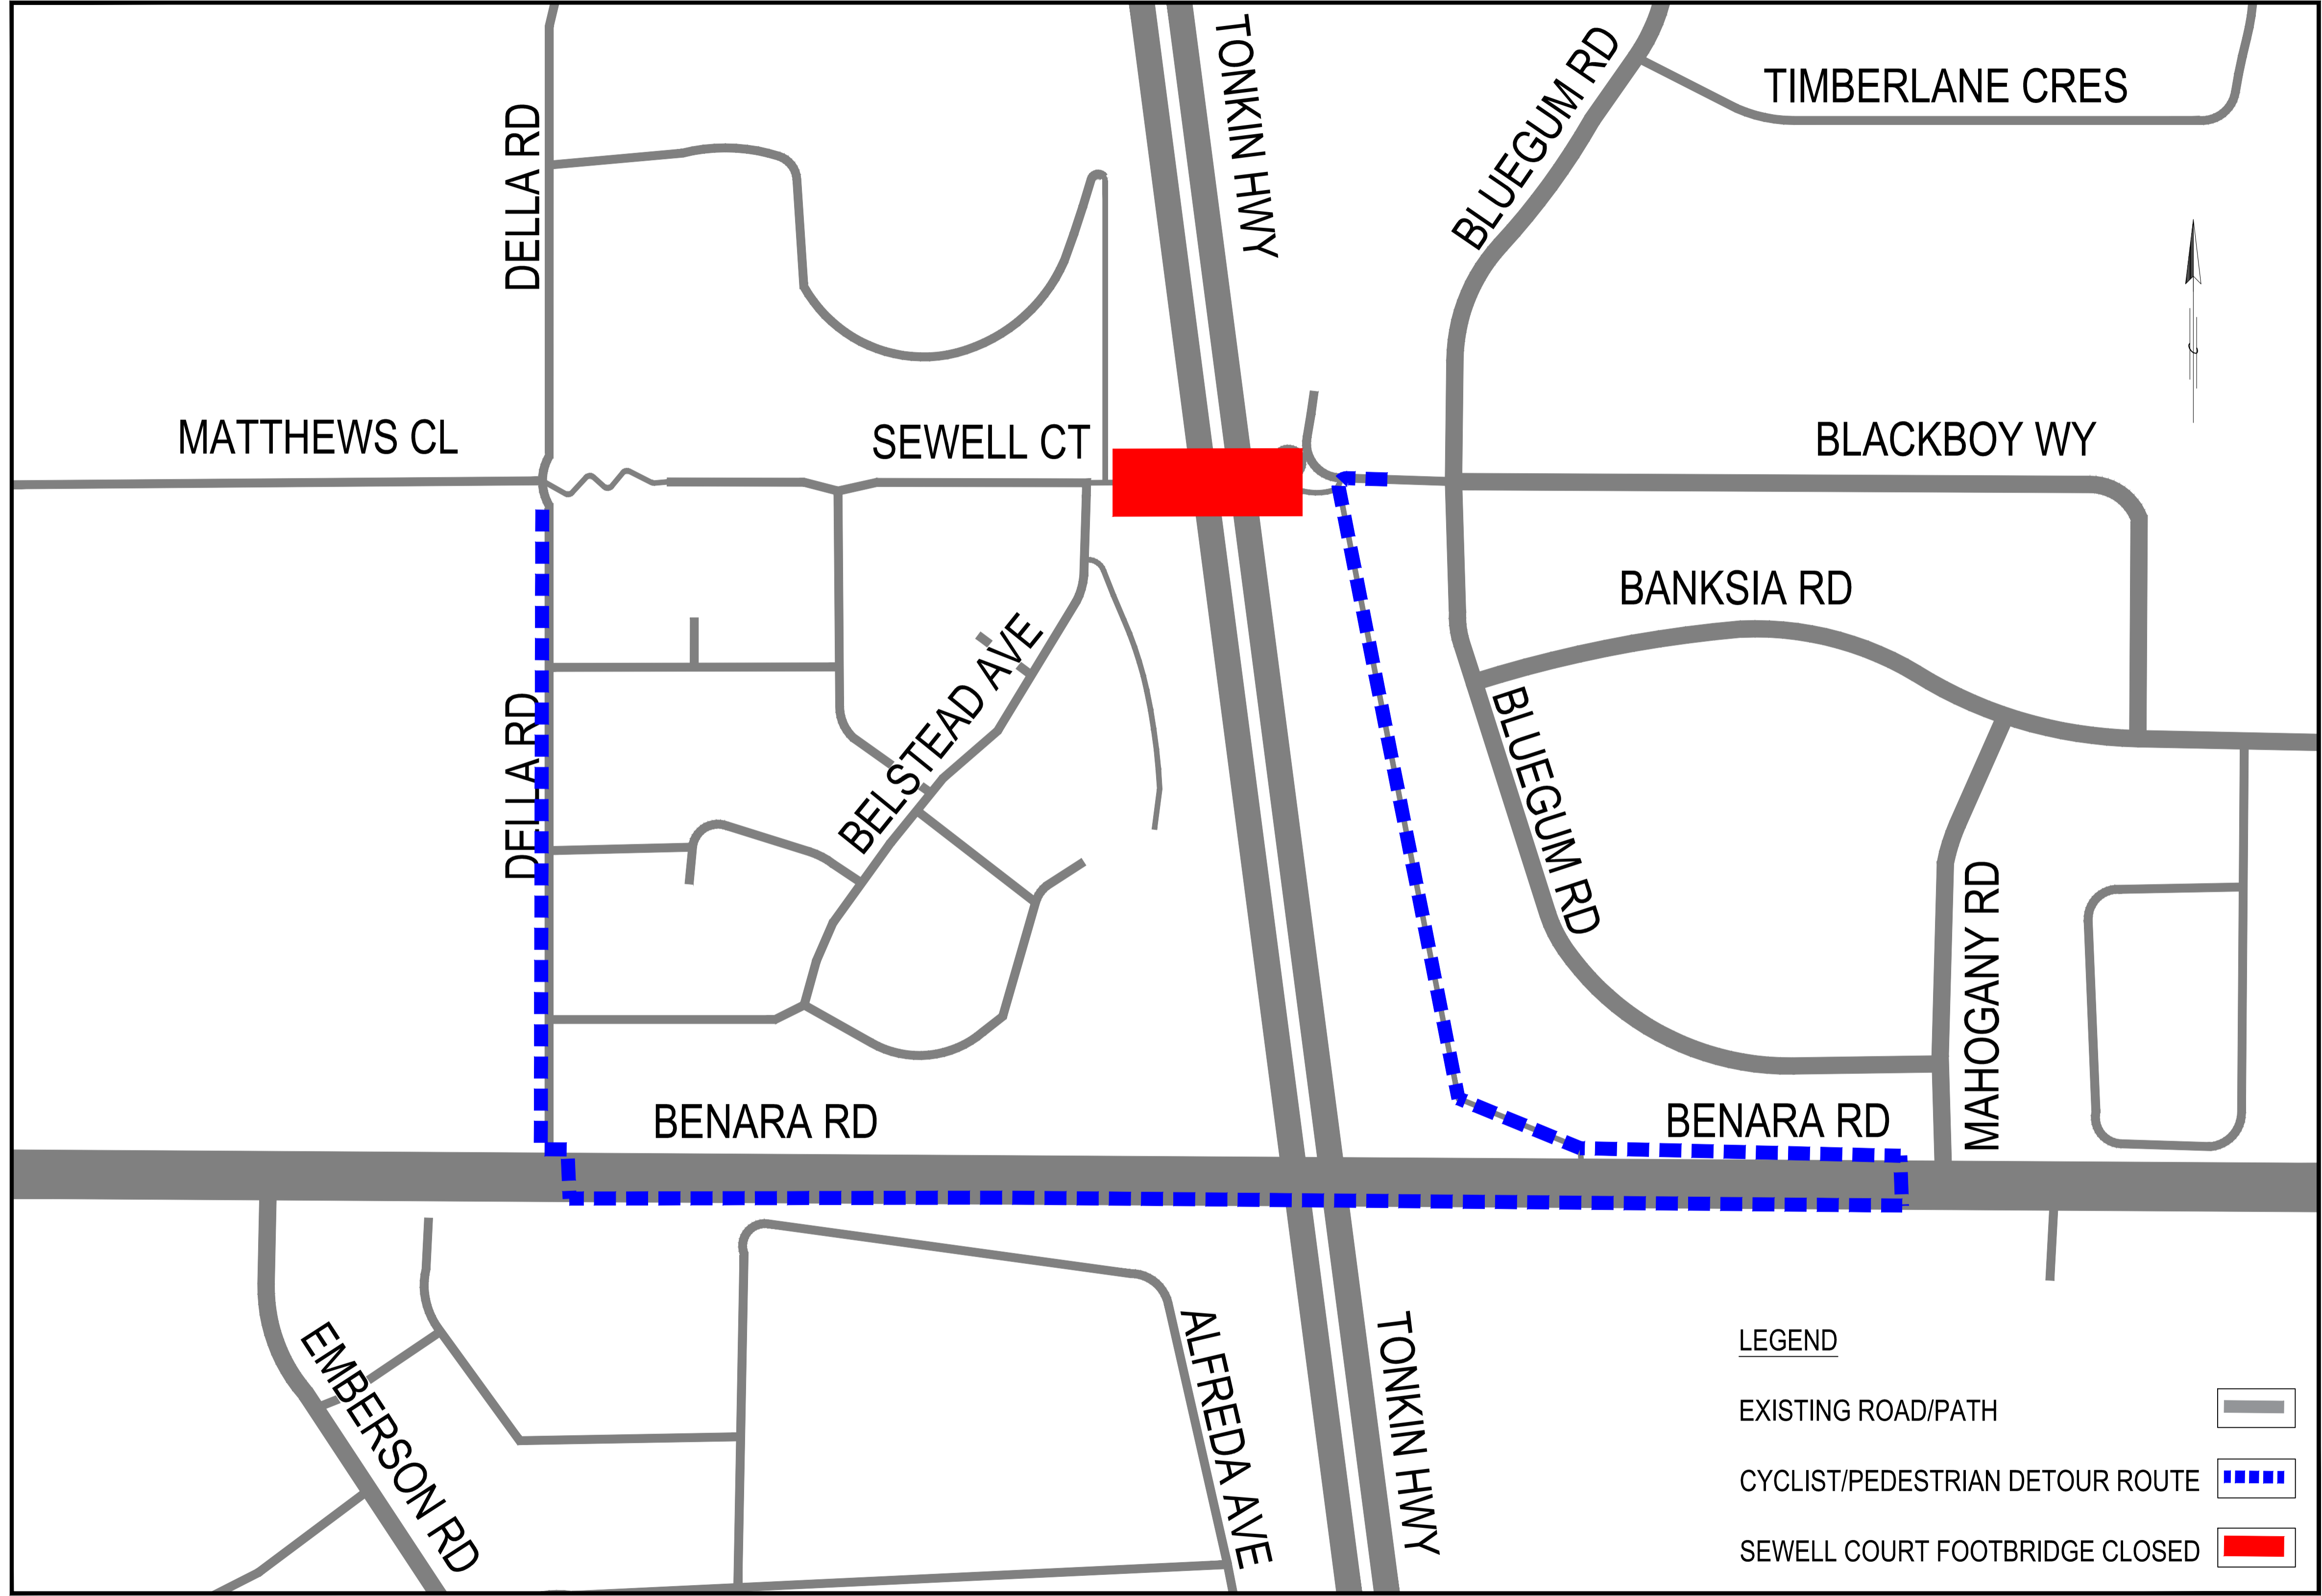 TONKIN HWY
BLUEGUM RD
TIMBERLANE CRES
DELLA RD
MATTHEWS CL
SEWELL CT
BLACKBOY WY
BANKSIA RD
BELSTEAD AVE
DELLA RD
BLUEGUM RD
MAHOGANY RD
BENARA RD
BENARA RD
EMBERSON RD
ALFREDA AVE
TONKIN HWY
LEGEND
EXISTING ROAD/PATH
CYCLIST/PEDESTRIAN DETOUR ROUTE
SEWELL COURT FOOTBRIDGE CLOSED